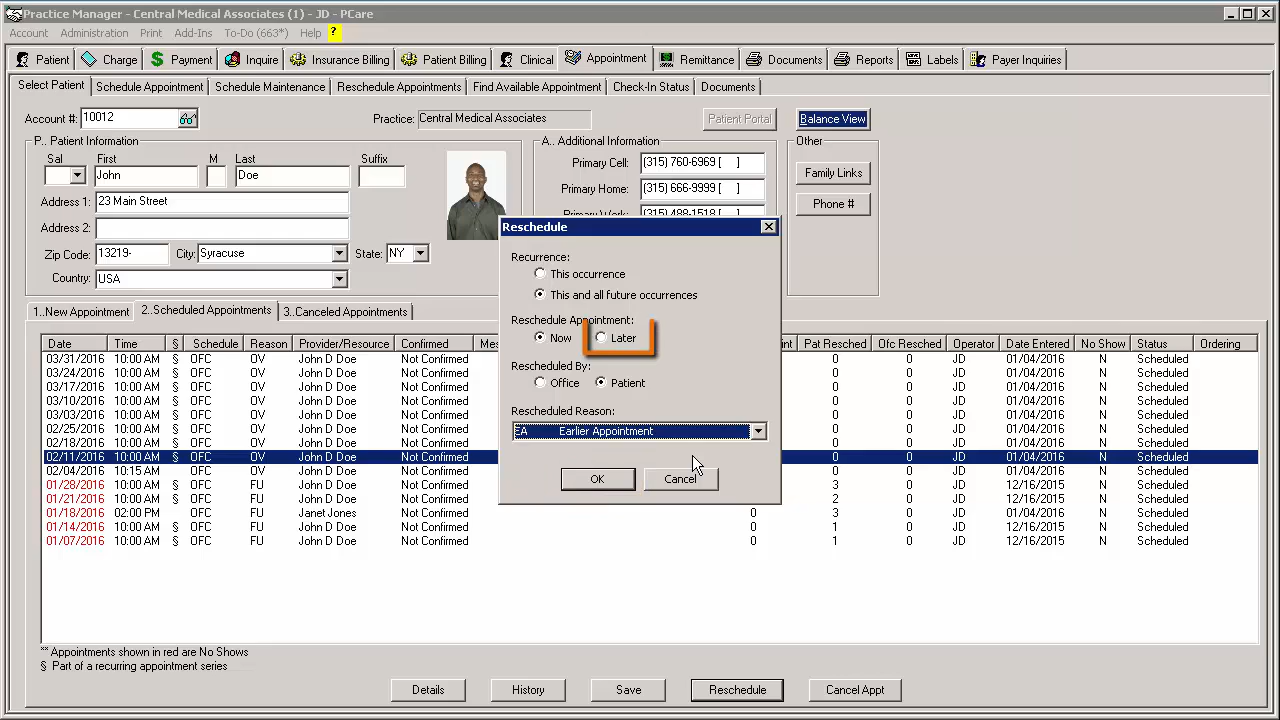 Practice Manager - Central Medical Associates (1) - JD - PCare
Account Administration Print Add-Ins To-Do (663*) Help ?
Patient Charge Payment Inquire Insurance Billing Patient Billing Clinical Appointment Remittance Documents Reports Labels Payer Inquiries
Select Patient Schedule Appointment Schedule Maintenance Reschedule Appointments Find Available Appointment Check-In Status Documents
Account #: 10012 Practice: Central Medical Associates Patient Portal Balance View
P.. Patient Information A.. Additional Information Other
Sal First M Last Suffix
John Doe
Primary Cell: (315) 760-6969 [ ]
Family Links
Primary Home: (315) 666-9999 [ ]
Address 1: 23 Main Street
Phone #
Primary Work: (315) 488-1518 [ ]
Address 2:
Zip Code: 13219- City: Syracuse State: NY
Country: USA
Reschedule
Recurrence:
This occurrence
This and all future occurrences
Reschedule Appointment:
Now Later
Rescheduled By:
Office Patient
Rescheduled Reason:
EA Earlier Appointment
OK Cancel
1..New Appointment 2..Scheduled Appointments 3..Canceled Appointments
Date Time § Schedule Reason Provider/Resource Confirmed Pat Resched Ofc Resched Operator Date Entered No Show Status Ordering
03/31/2016 10:00 AM § OFC OV John D Doe Not Confirmed 0 0 JD 01/04/2016 N Scheduled
03/24/2016 10:00 AM § OFC OV John D Doe Not Confirmed 0 0 JD 01/04/2016 N Scheduled
03/17/2016 10:00 AM § OFC OV John D Doe Not Confirmed 0 0 JD 01/04/2016 N Scheduled
03/10/2016 10:00 AM § OFC OV John D Doe Not Confirmed 0 0 JD 01/04/2016 N Scheduled
03/03/2016 10:00 AM § OFC OV John D Doe Not Confirmed 0 0 JD 01/04/2016 N Scheduled
02/25/2016 10:00 AM § OFC OV John D Doe Not Confirmed 0 0 JD 01/04/2016 N Scheduled
02/18/2016 10:00 AM § OFC OV John D Doe Not Confirmed 0 0 JD 01/04/2016 N Scheduled
02/11/2016 10:00 AM § OFC OV John D Doe Not Confirmed 0 0 JD 01/04/2016 N Scheduled
02/04/2016 10:15 AM OFC OV John D Doe Not Confirmed 0 0 JD 01/04/2016 N Scheduled
01/28/2016 10:00 AM § OFC FU John D Doe Not Confirmed 3 0 JD 12/16/2015 N Scheduled
01/21/2016 10:00 AM § OFC FU John D Doe Not Confirmed 2 0 JD 12/16/2015 N Scheduled
01/18/2016 02:00 PM OFC FU Janet Jones Not Confirmed 0 3 0 JD 01/04/2016 N Scheduled
01/14/2016 10:00 AM § OFC FU John D Doe Not Confirmed 0 1 0 JD 12/16/2015 N Scheduled
01/07/2016 10:00 AM § OFC FU John D Doe Not Confirmed 0 1 0 JD 12/16/2015 N Scheduled
** Appointments shown in red are No Shows
§ Part of a recurring appointment series
Details History Save Reschedule Cancel Appt